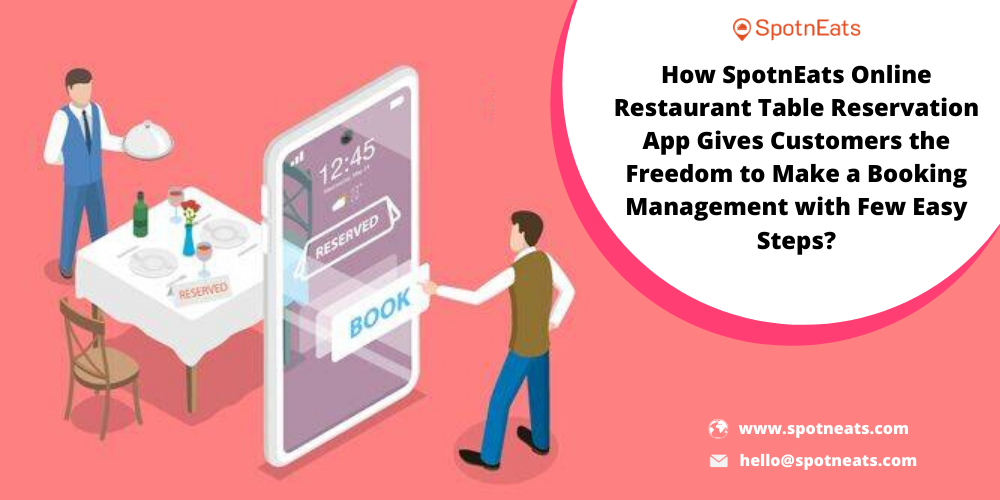 SpotnEats
How SpotnEats Online
Restaurant Table Reservation
App Gives Customers the
Freedom to Make a Booking
Management with Few Easy
Steps?
12:45
RESERVED
BOOK
RESERVED
www.spotneats.com
hello@spotneats.com